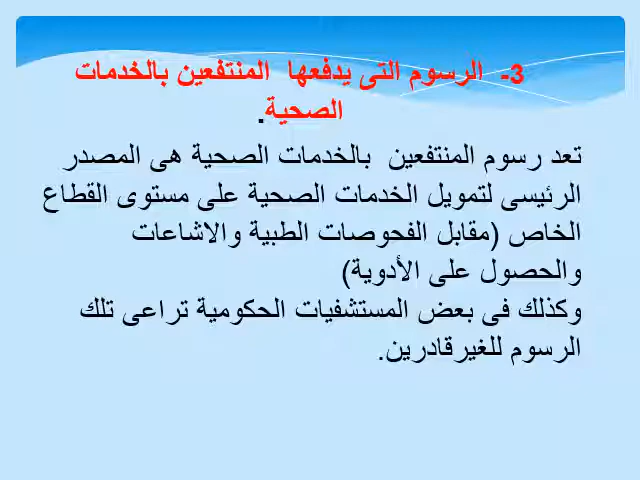 3- الرسوم التى يدفعها المنتفعين بالخدمات
الصحية.
تعد رسوم المنتفعين بالخدمات الصحية هى المصدر
الرئيسى لتمويل الخدمات الصحية على مستوى القطاع
الخاص (مقابل الفحوصات الطبية والاشاعات
والحصول على الأدوية)
وكذلك فى بعض المستشفيات الحكومية تراعى تلك
الرسوم للغيرقادرين.